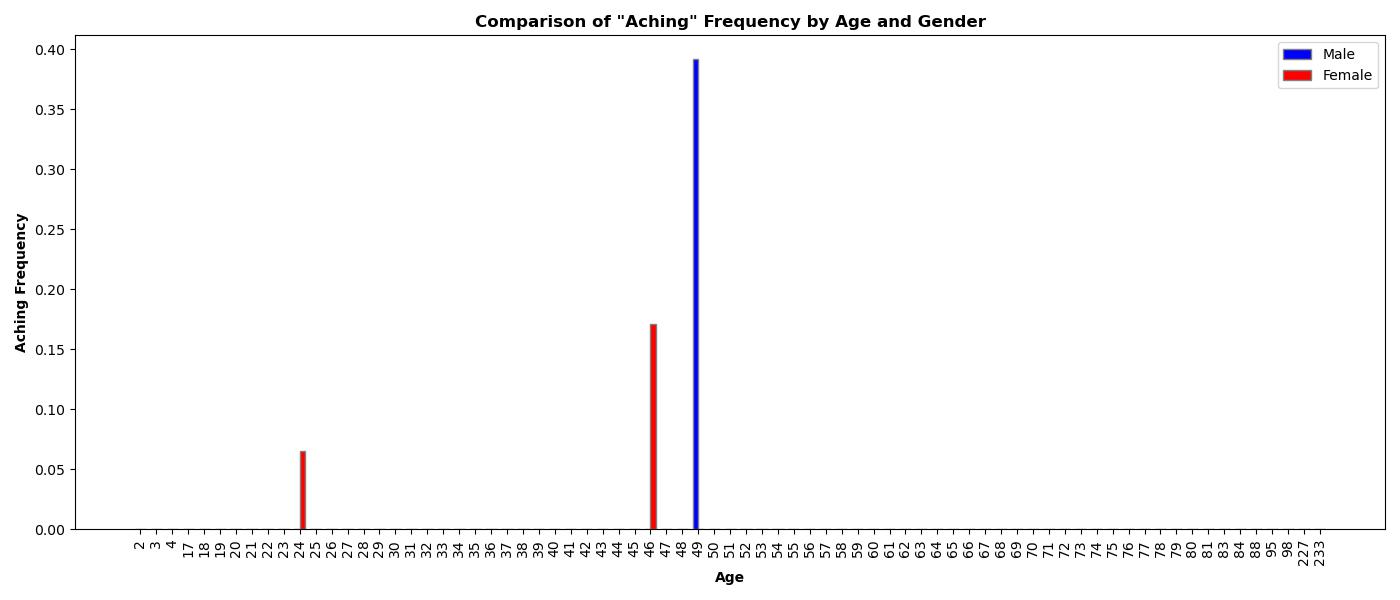 Comparison of "Aching" Frequency by Age and Gender
Male
Female
0.40
0.35
0.30
0.25
0.20
0.15
0.10
0.05
0.00
Aching Frequency
2 3 4 17 18 19 20 21 22 23 24 25 26 27 28 29 30 31 32 33 34 35 36 37 38 39 40 41 42 43 44 45 46 47 48 49 50 51 52 53 54 55 56 57 58 59 60 61 62 63 64 65 66 67 68 69 70 71 72 73 74 75 76 77 78 79 80 81 83 84 88 95 98 227 233
Age